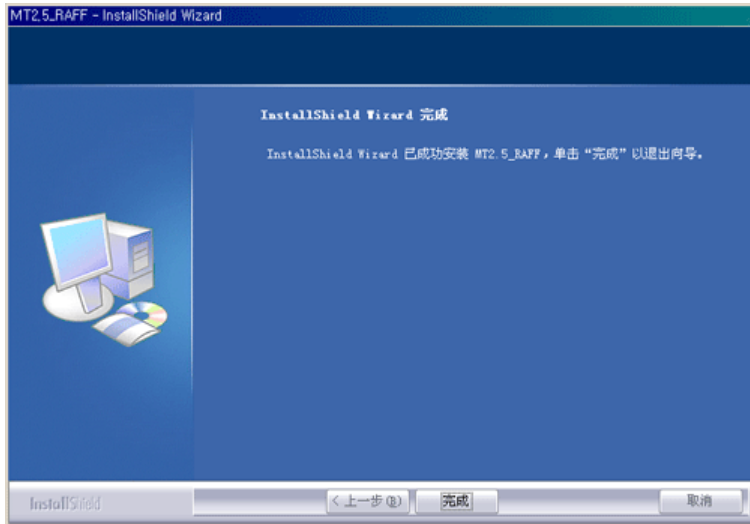 MT2,5_RAFF - InstallShield Wizard
InstallShield Wizard 完成
InstallShield Wizard 已成功安装 MT2.5_RAFF，单击“完成”以退出向导。
InstallShield
< 上一步(B)
完成
取消